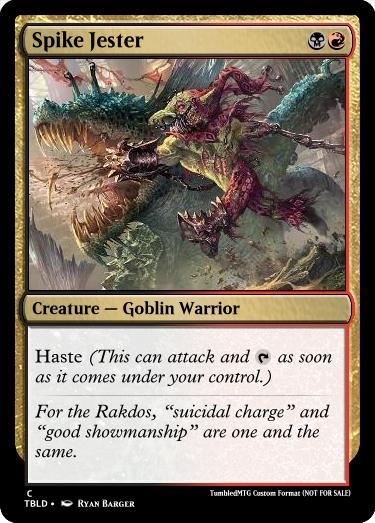 Spike Jester
Creature — Goblin Warrior
Haste (This can attack and as soon
as it comes under your control.)
For the Rakdos, “suicidal charge” and
“good showmanship” are one and the
same.
C
TBLD • Ryan Barger
TumbledMTG Custom Format (NOT FOR SALE)